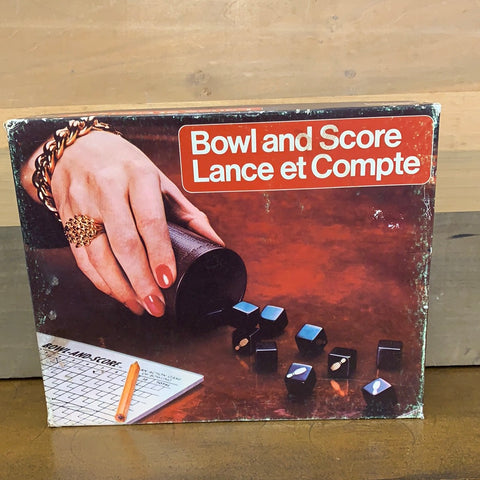 Bowl and Score
Lance et Compte
BOWL-AND-SCORE